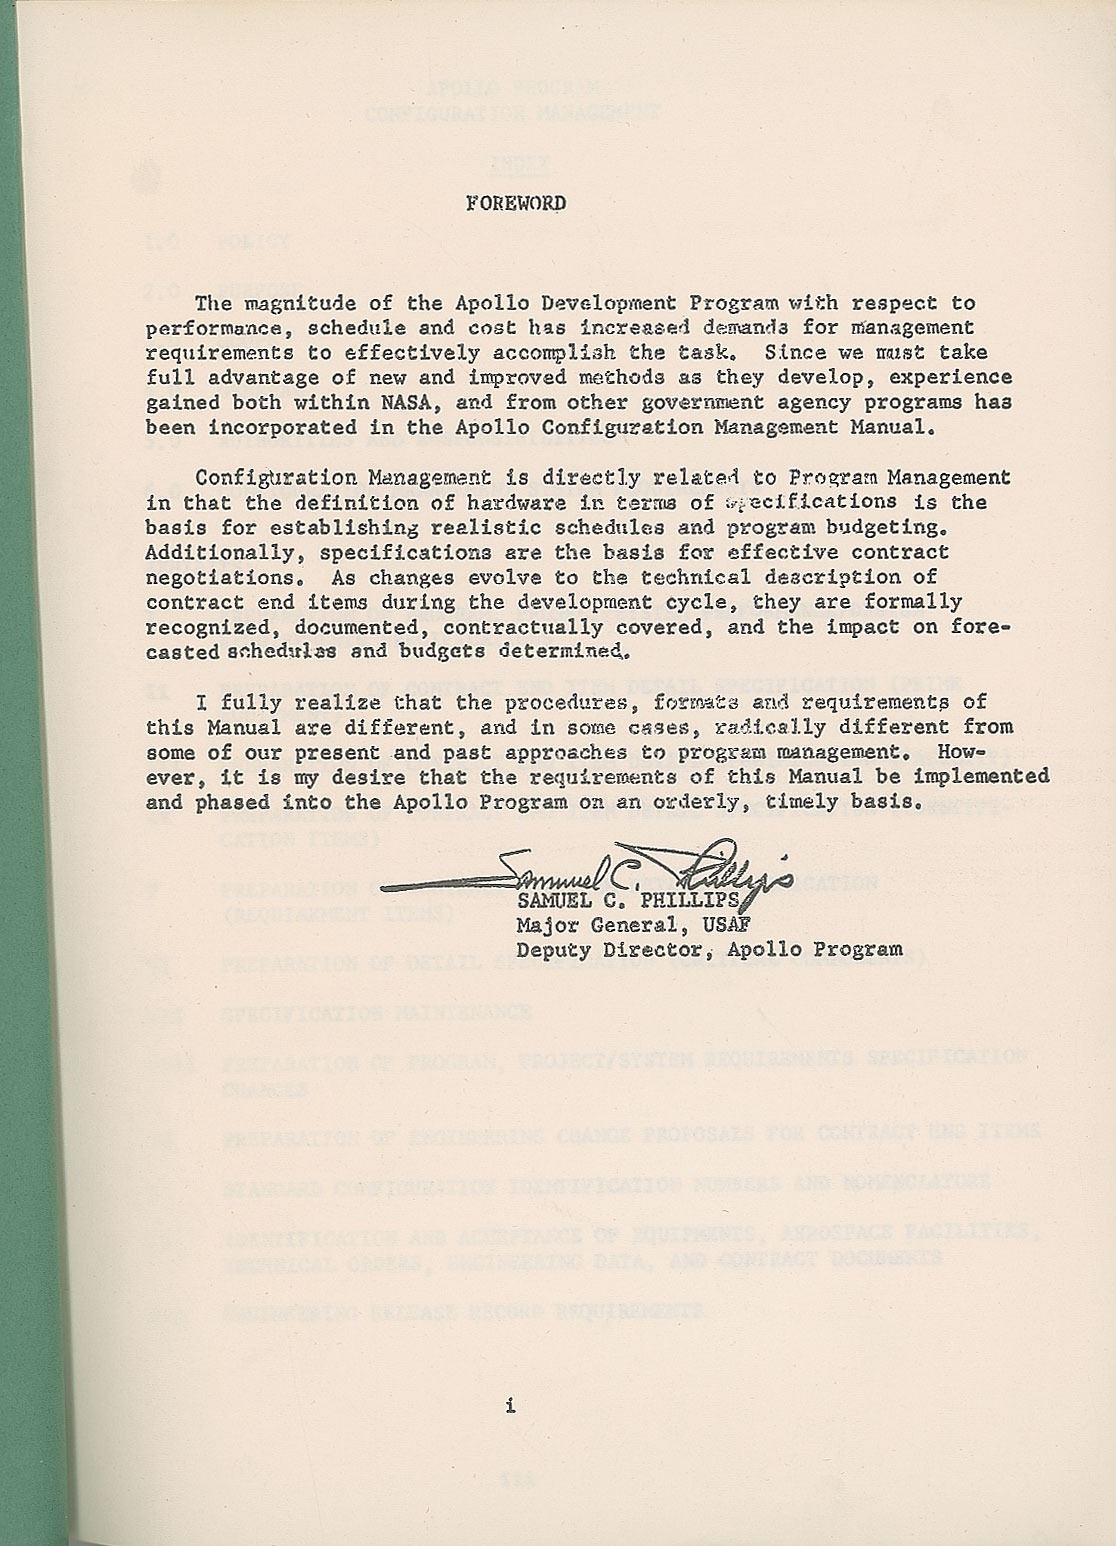 FOREWORD
The magnitude of the Apollo Development Program with respect to
performance, schedule and cost has increased demands for management
requirements to effectively accomplish the task. Since we must take
full advantage of new and improved methods as they develop, experience
gained both within NASA, and from other government agency programs has
been incorporated in the Apollo Configuration Management Manual.
Configuration Management is directly related to Program Management
in that the definition of hardware in terms of specifications is the
basis for establishing realistic schedules and program budgeting.
Additionally, specifications are the basis for effective contract
negotiations. As changes evolve to the technical description of
contract end items during the development cycle, they are formally
recognized, documented, contractually covered, and the impact on fore-
casted schedules and budgets determined.
I fully realize that the procedures, formats and requirements of
this Manual are different, and in some cases, radically different from
some of our present and past approaches to program management. How-
ever, it is my desire that the requirements of this Manual be implemented
and phased into the Apollo Program on an orderly, timely basis.
Samuel C. Phillips
SAMUEL C. PHILLIPS
Major General, USAF
Deputy Director, Apollo Program
i